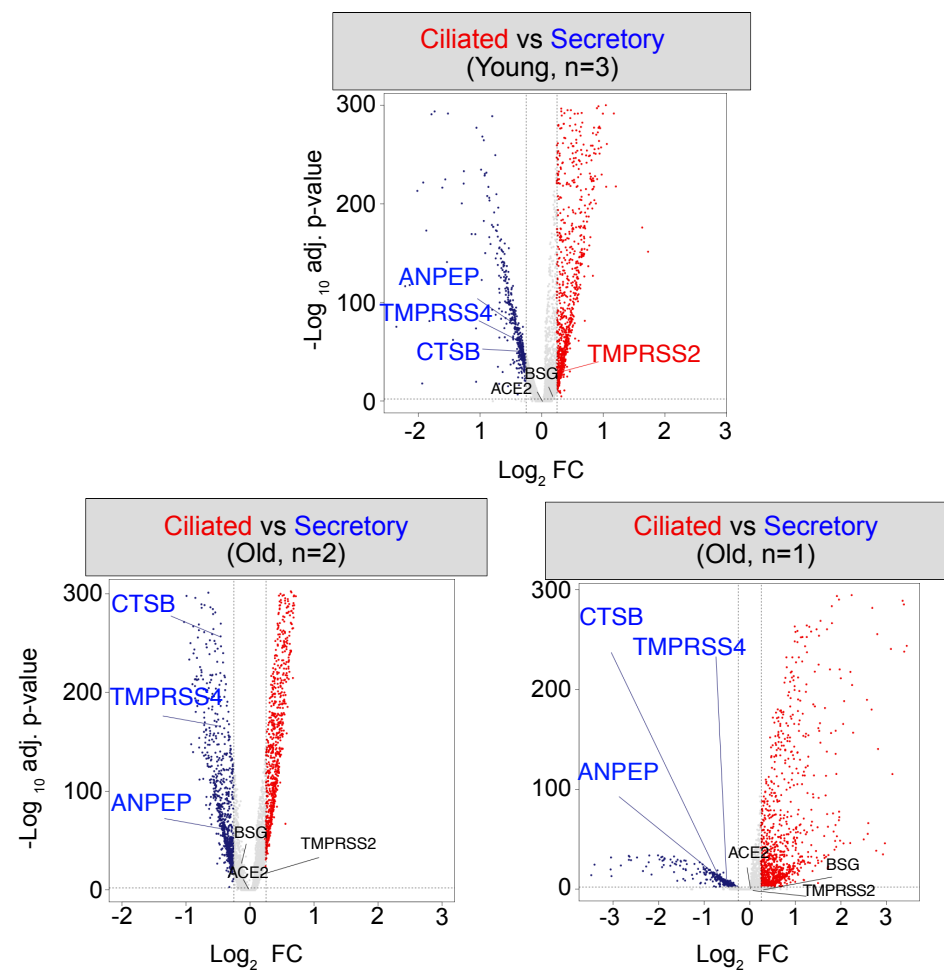 Ciliated vs Secretory
(Young, n=3)
-Log 10 adj. p-value
300
200
100
0
ANPEP
TMPRSS4
CTSB
TMPRSS2
BSG
ACE2
-2 1 0 1 2 3
Log2 FC
Ciliated vs Secretory
(Old, n=2)
-Log 10 adj. p-value
300
200
100
0
CTSB
TMPRSS4
ANPEP
BSG
TMPRSS2
ACE2
-2 -1 0 1 2 3
Log2 FC
Ciliated vs Secretory
(Old, n=1)
300
200
100
0
CTSB
TMPRSS4
ANPEP
ACE2
BSG
TMPRSS2
-3 -2 -1 0 1 2 3
Log2 FC